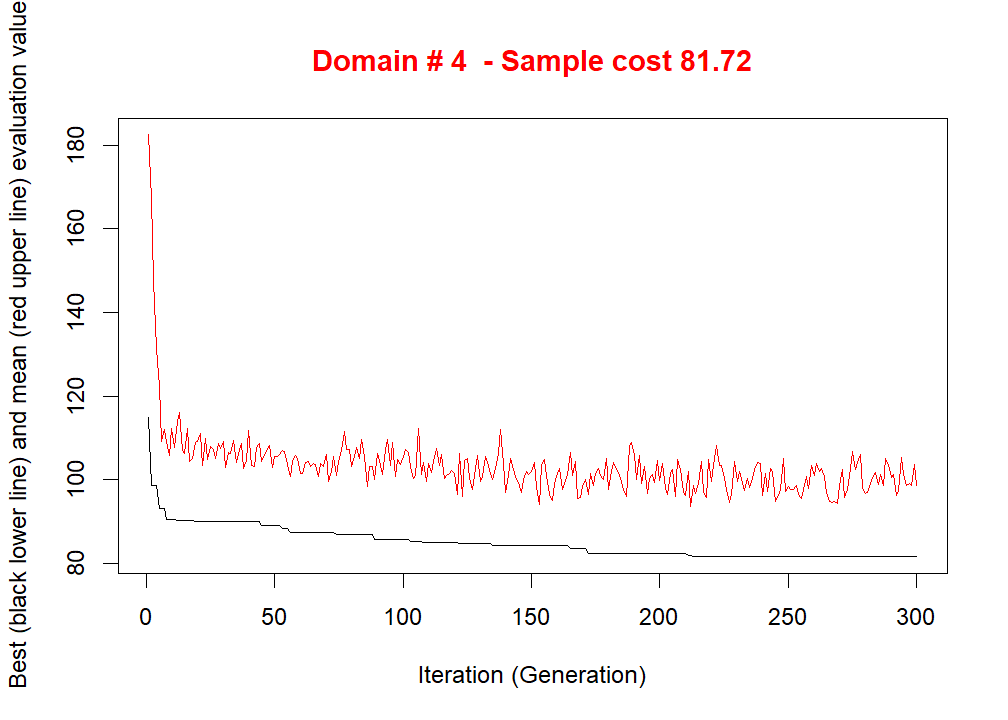 Domain # 4 - Sample cost 81.72
Best (black lower line) and mean (red upper line) evaluation value
180
160
140
120
100
80
0 50 100 150 200 250 300
Iteration (Generation)